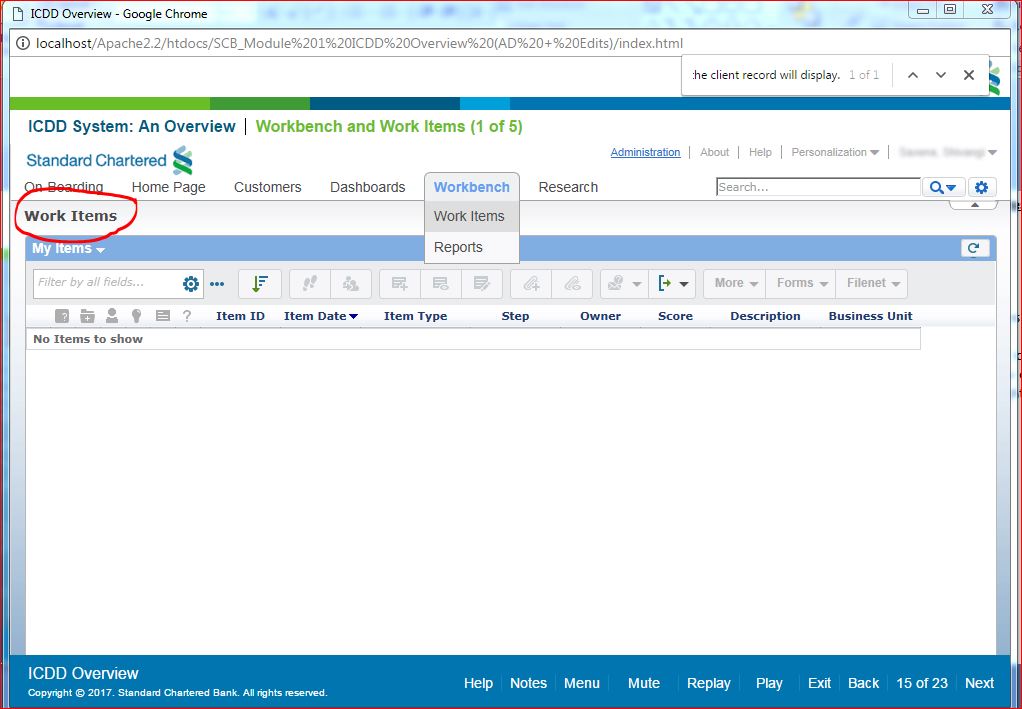 ICDD Overview - Google Chrome
localhost/Apache2.2/htdocs/SCB_Module%201%20ICDD%20Overview%20(AD%20+%20Edits)/index.html
he client record will display. 1 of 1
ICDD System: An Overview | Workbench and Work Items (1 of 5)
Standard Chartered
Administration | About | Help | Personalization
On-Boarding Home Page Customers Dashboards Workbench Research
Search...
Work Items
Work Items
Reports
My Items
Filter by all fields...
More Forms Filenet
? Item ID Item Date Item Type Step Owner Score Description Business Unit
No Items to show
ICDD Overview
Copyright © 2017. Standard Chartered Bank. All rights reserved.
Help Notes Menu Mute Replay Play Exit Back 15 of 23 Next